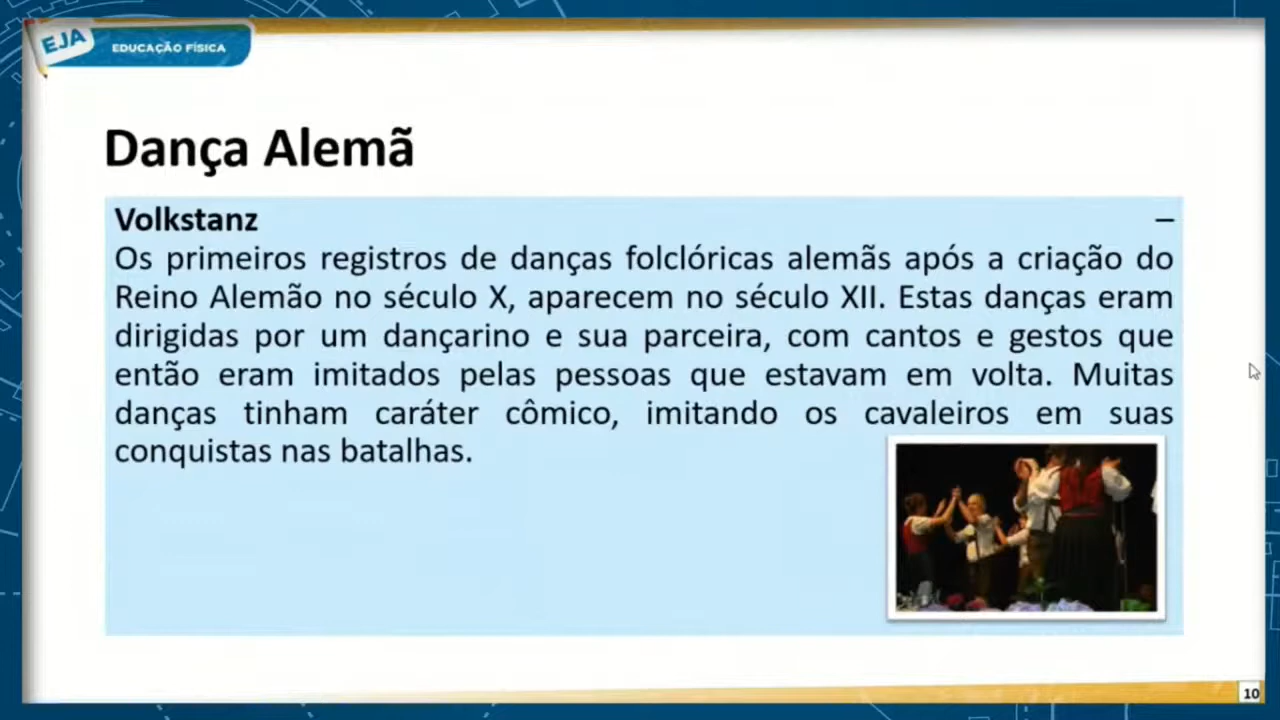 EJA
EDUCAÇÃO FÍSICA
Dança Alemã
Volkstanz –
Os primeiros registros de danças folclóricas alemãs após a criação do
Reino Alemão no século X, aparecem no século XII. Estas danças eram
dirigidas por um dançarino e sua parceira, com cantos e gestos que
então eram imitados pelas pessoas que estavam em volta. Muitas
danças tinham caráter cômico, imitando os cavaleiros em suas
conquistas nas batalhas.
10